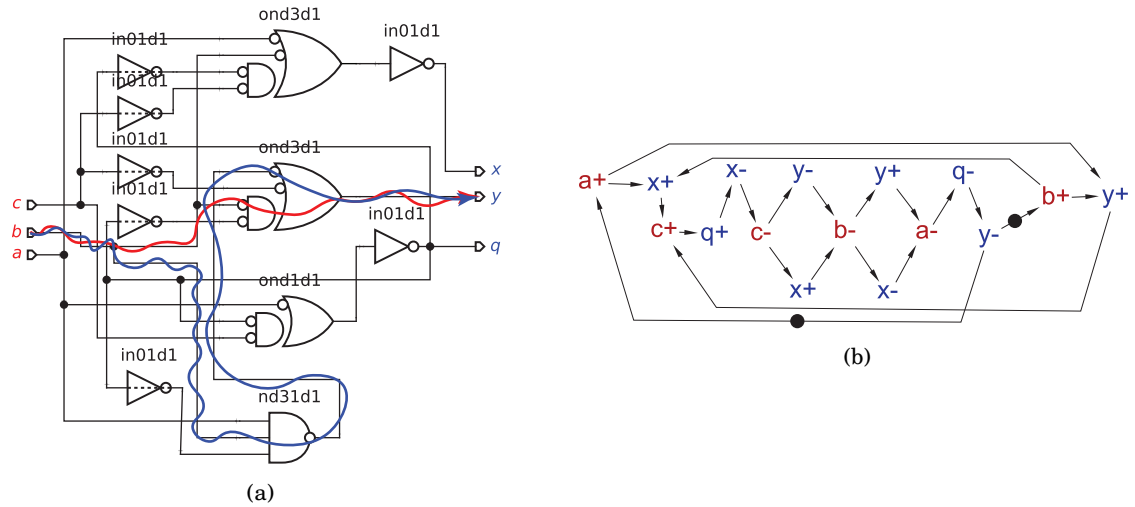 ond3d1
in01d1
in01d1
in01d1
in01d1
ond3d1
in01d1
x
c
y
in01d1
b
a
q
ond1d1
in01d1
nd31d1
(a)
a+ x+ x- y- y+ q- b+ y+
c+ q+ c- b- a- y-
x+ x-
(b)